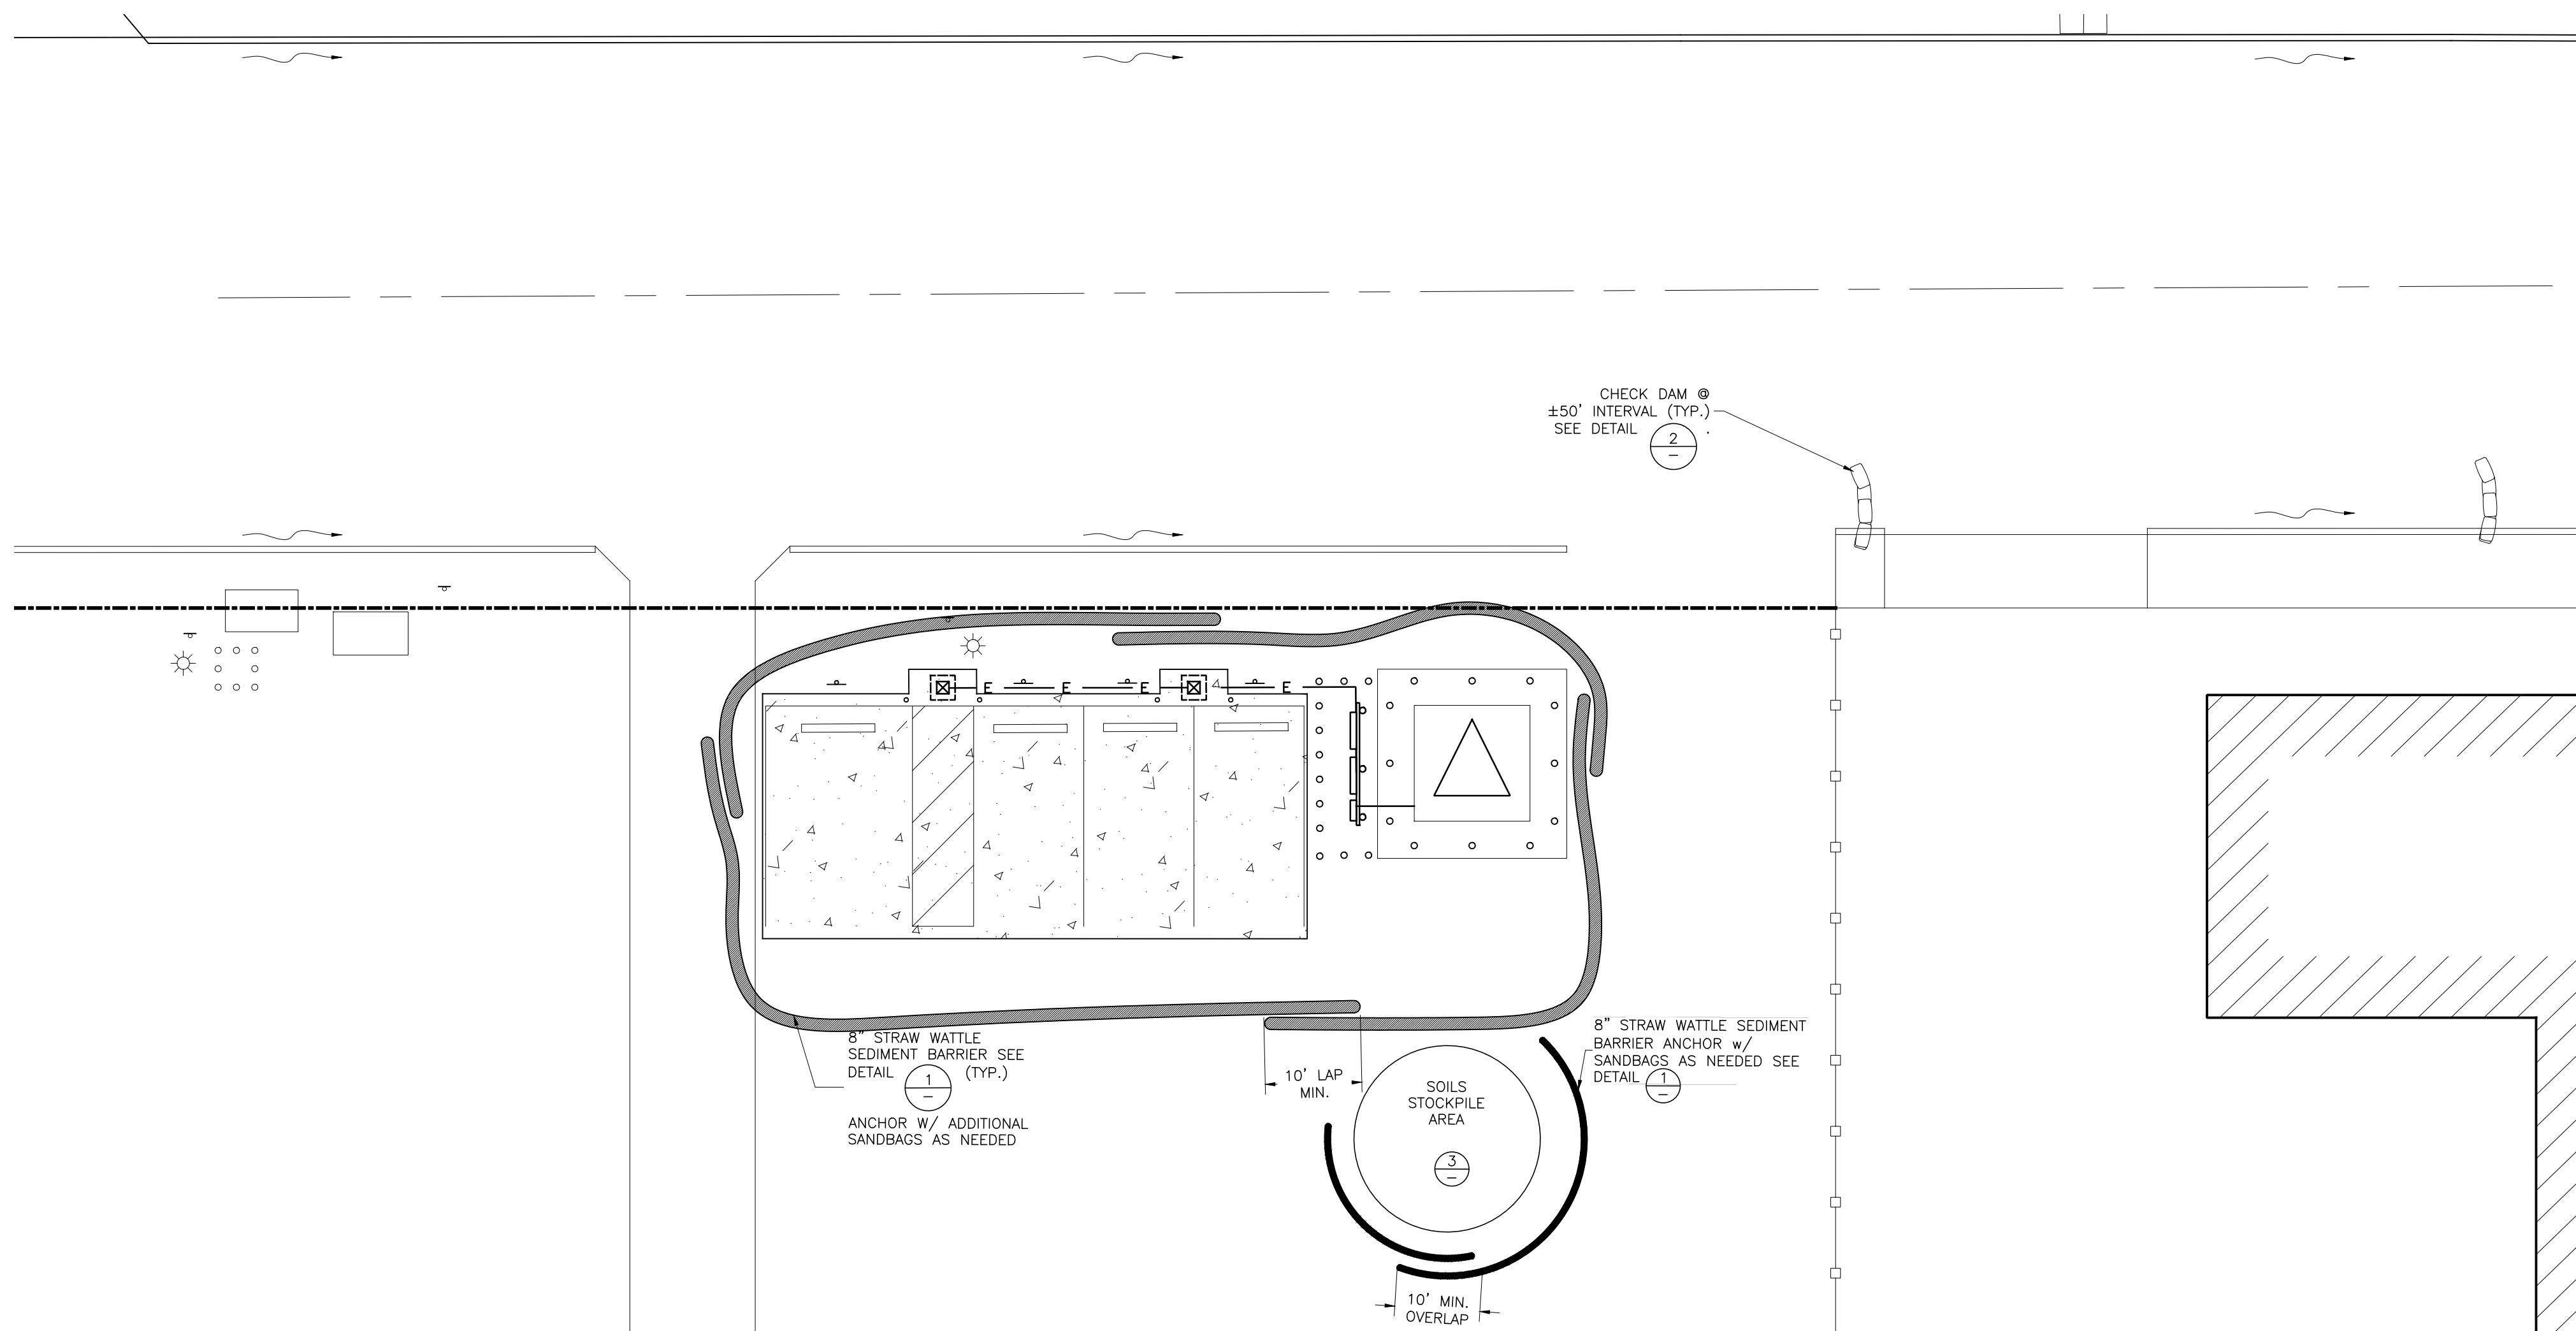 CHECK DAM @
±50' INTERVAL (TYP.)
SEE DETAIL 2 .
–
E E E E
8" STRAW WATTLE
SEDIMENT BARRIER SEE
DETAIL 1 (TYP.)
–
ANCHOR W/ ADDITIONAL
SANDBAGS AS NEEDED
10' LAP
MIN.
SOILS
STOCKPILE
AREA
3
–
8" STRAW WATTLE SEDIMENT
BARRIER ANCHOR w/
SANDBAGS AS NEEDED SEE
DETAIL 1
–
10' MIN.
OVERLAP